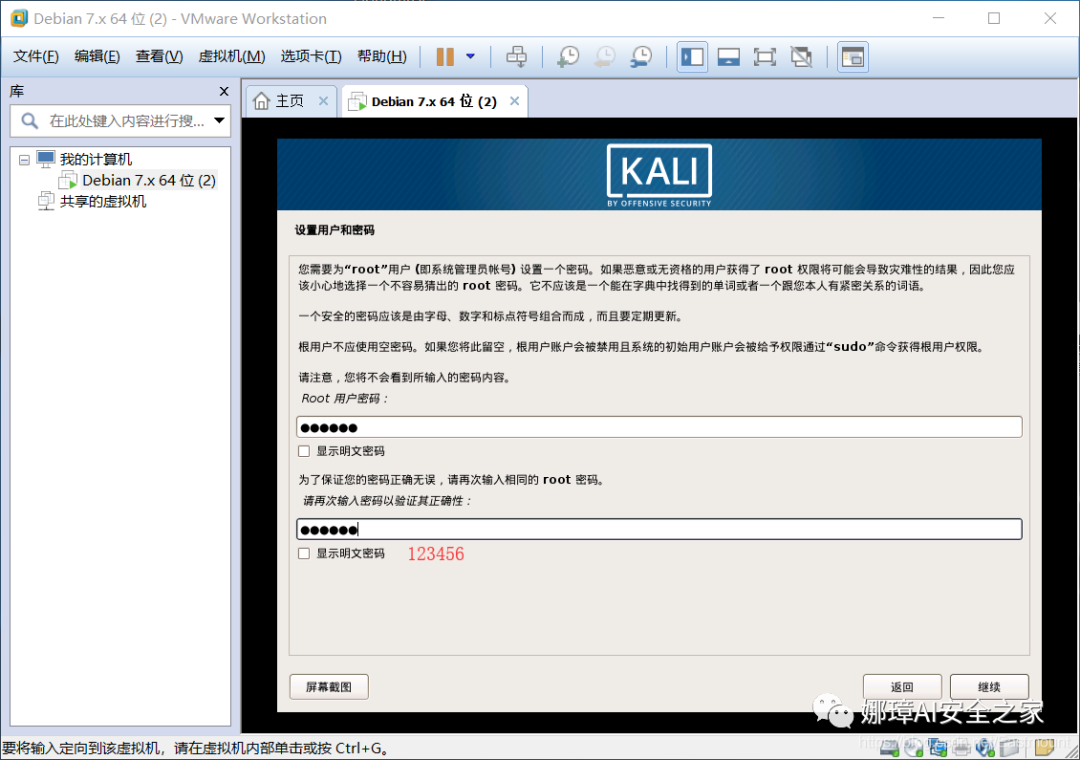 Debian 7.x 64 位 (2) - VMware Workstation
文件(F) 编辑(E) 查看(V) 虚拟机(M) 选项卡(T) 帮助(H)
库
主页
Debian 7.x 64 位 (2)
在此处键入内容进行搜...
我的计算机
Debian 7.x 64 位 (2)
共享的虚拟机
KALI
BY OFFENSIVE SECURITY
设置用户和密码
您需要为“root”用户 (即系统管理员帐号) 设置一个密码。如果恶意或无资格的用户获得了 root 权限将可能会导致灾难性的结果，因此您应
该小心地选择一个不容易猜出的 root 密码。它不应该是一个能在字典中找得到的单词或者一个跟您本人有紧密关系的词语。
一个安全的密码应该是由字母、数字和标点符号组合而成，而且要定期更新。
根用户不应使用空密码。如果您将此留空，根用户账户会被禁用且系统的初始用户账户会被给予权限通过“sudo”命令获得根用户权限。
请注意，您将不会看到所输入的密码内容。
Root 用户密码：
●●●●●●
显示明文密码
为了保证您的密码正确无误，请再次输入相同的 root 密码。
请再次输入密码以验证其正确性：
●●●●●●
显示明文密码 123456
屏幕截图 返回 继续
娜璋AI安全之家
要将输入定向到该虚拟机，请在虚拟机内部单击或按 Ctrl+G。